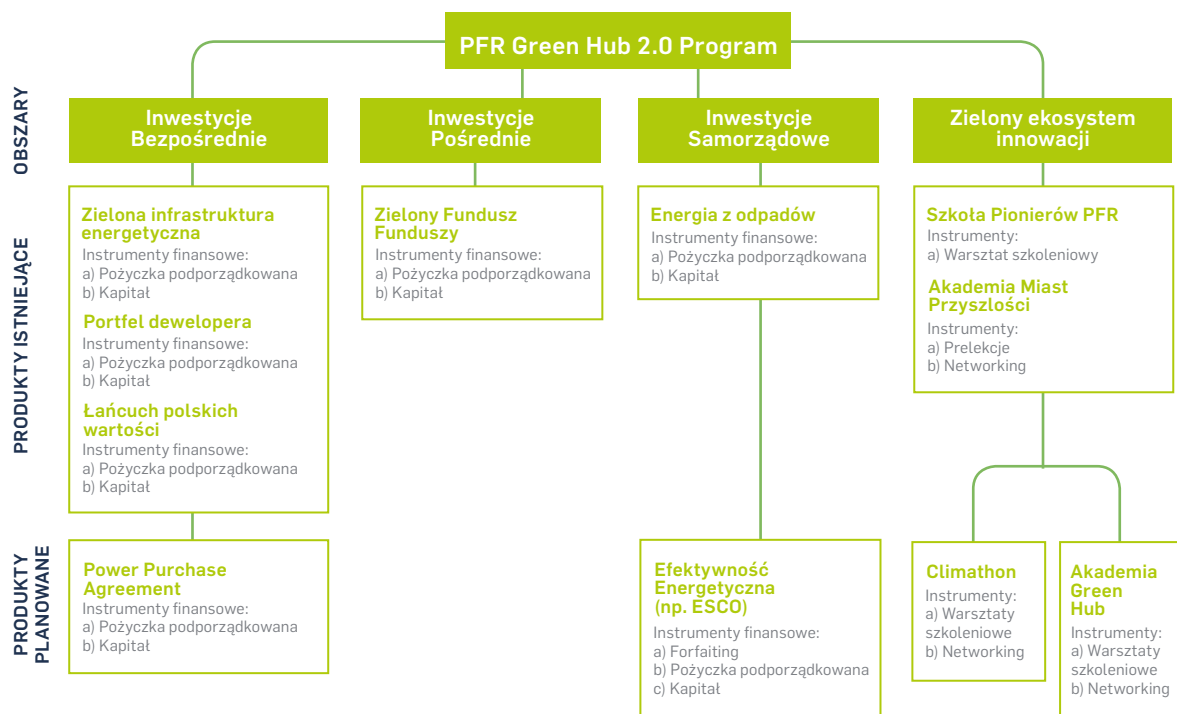 PFR Green Hub 2.0 Program
OBSZARY
Inwestycje
Bezpośrednie
Inwestycje
Pośrednie
Inwestycje
Samorządowe
Zielony ekosystem
innowacji
PRODUKTY ISTNIEJĄCE
Zielona infrastruktura
energetyczna
Instrumenty finansowe:
a) Pożyczka podporządkowana
b) Kapitał
Portfel dewelopera
Instrumenty finansowe:
a) Pożyczka podporządkowana
b) Kapitał
Łańcuch polskich
wartości
Instrumenty finansowe:
a) Pożyczka podporządkowana
b) Kapitał
Zielony Fundusz
Funduszy
Instrumenty finansowe:
a) Pożyczka podporządkowana
b) Kapitał
Energia z odpadów
Instrumenty finansowe:
a) Pożyczka podporządkowana
b) Kapitał
Szkoła Pionierów PFR
Instrumenty:
a) Warsztat szkoleniowy
Akademia Miast
Przyszlości
Instrumenty:
a) Prelekcje
b) Networking
PRODUKTY
PLANOWANE
Power Purchase
Agreement
Instrumenty finansowe:
a) Pożyczka podporządkowana
b) Kapitał
Efektywność
Energetyczna
(np. ESCO)
Instrumenty finansowe:
a) Forfaiting
b) Pożyczka podporządkowana
c) Kapitał
Climathon
Instrumenty:
a) Warsztaty
szkoleniowe
b) Networking
Akademia
Green
Hub
Instrumenty:
a) Warsztaty
szkoleniowe
b) Networking